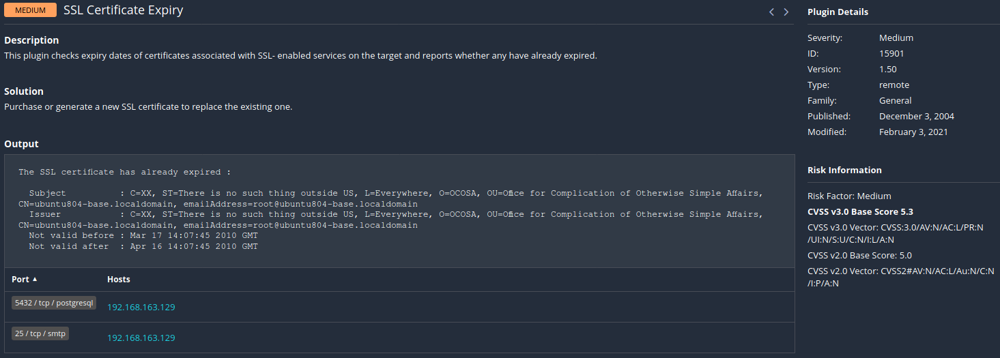 MEDIUM SSL Certificate Expiry
Description
This plugin checks expiry dates of certificates associated with SSL- enabled services on the target and reports whether any have already expired.
Solution
Purchase or generate a new SSL certificate to replace the existing one.
Output
The SSL certificate has already expired :
Subject : C=XX, ST=There is no such thing outside US, L=Everywhere, O=OCOSA, OU=Office for Complication of Otherwise Simple Affairs,
CN=ubuntu804-base.localdomain, emailAddress=root@ubuntu804-base.localdomain
Issuer : C=XX, ST=There is no such thing outside US, L=Everywhere, O=OCOSA, OU=Office for Complication of Otherwise Simple Affairs,
CN=ubuntu804-base.localdomain, emailAddress=root@ubuntu804-base.localdomain
Not valid before : Mar 17 14:07:45 2010 GMT
Not valid after : Apr 16 14:07:45 2010 GMT
Port ▲ Hosts
5432 / tcp / postgresql 192.168.163.129
25 / tcp / smtp 192.168.163.129
Plugin Details
Severity: Medium
ID: 15901
Version: 1.50
Type: remote
Family: General
Published: December 3, 2004
Modified: February 3, 2021
Risk Information
Risk Factor: Medium
CVSS v3.0 Base Score 5.3
CVSS v3.0 Vector: CVSS:3.0/AV:N/AC:L/PR:N
/UI:N/S:U/C:N/I:L/A:N
CVSS v2.0 Base Score: 5.0
CVSS v2.0 Vector: CVSS2#AV:N/AC:L/Au:N/C:N
/I:P/A:N